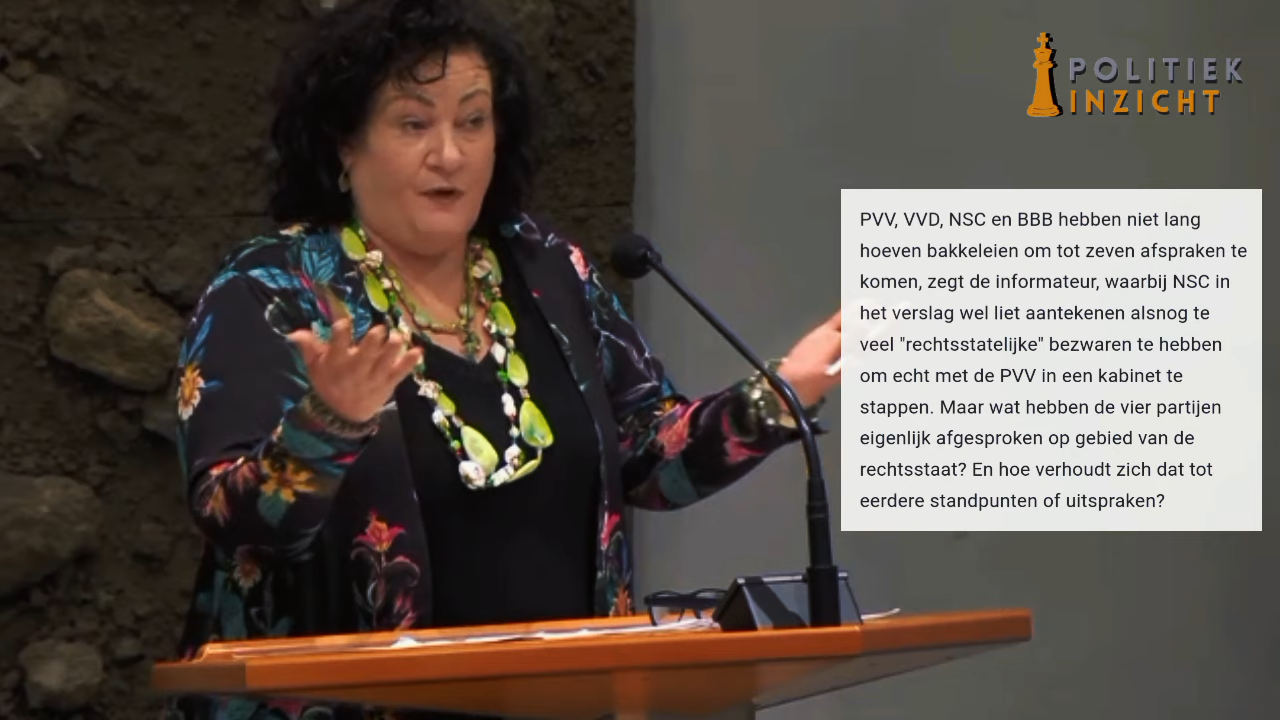 POLITIEK
INZICHT
PVV, VVD, NSC en BBB hebben niet lang
hoeven bakkeleien om tot zeven afspraken te
komen, zegt de informateur, waarbij NSC in
het verslag wel liet aantekenen alsnog te
veel "rechtsstatelijke" bezwaren te hebben
om echt met de PVV in een kabinet te
stappen. Maar wat hebben de vier partijen
eigenlijk afgesproken op gebied van de
rechtsstaat? En hoe verhoudt zich dat tot
eerdere standpunten of uitspraken?